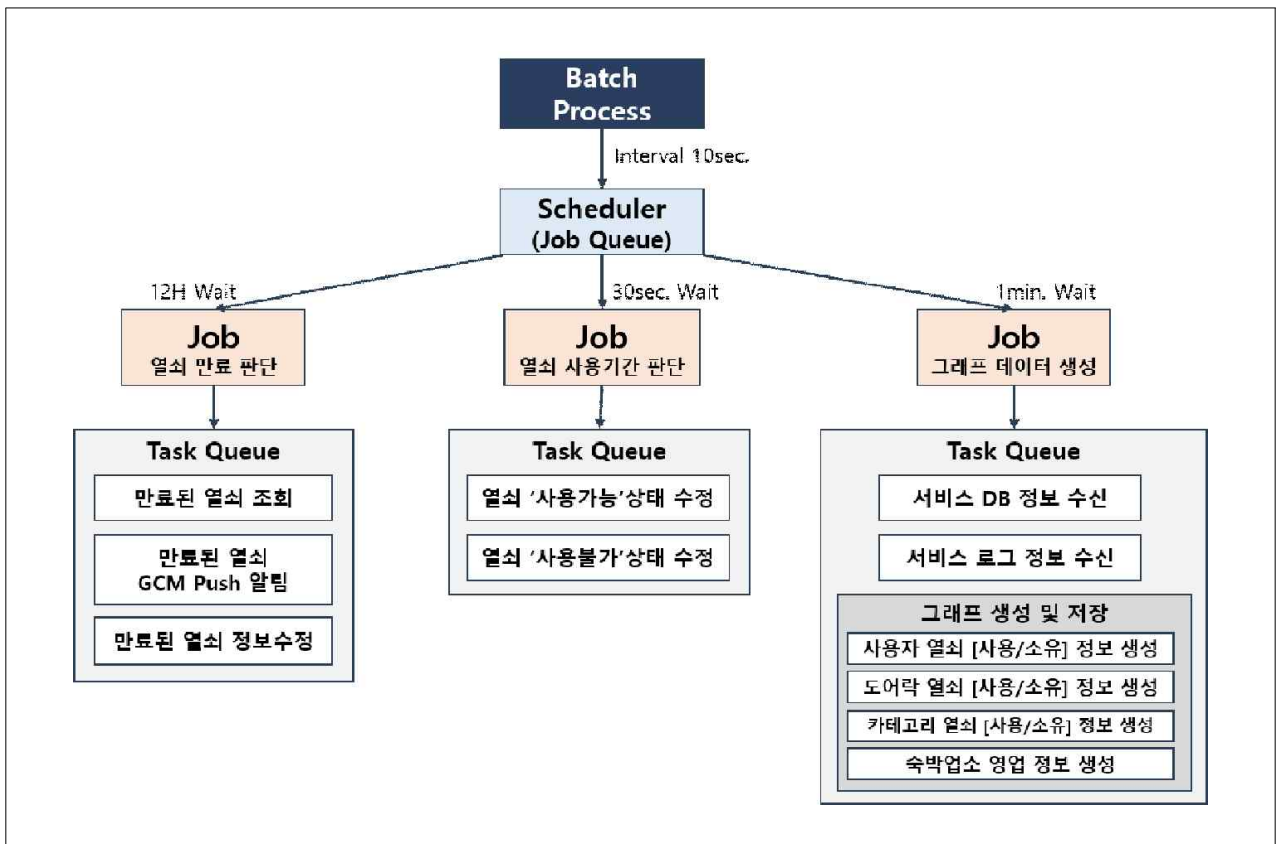 Batch
Process
Interval 10sec.
Scheduler
(Job Queue)
12H Wait
30sec. Wait
1min. Wait
Job
열쇠 만료 판단
Job
열쇠 사용기간 판단
Job
그래프 데이터 생성
Task Queue
만료된 열쇠 조회
만료된 열쇠
GCM Push 알림
만료된 열쇠 정보수정
Task Queue
열쇠 '사용가능'상태 수정
열쇠 '사용불가'상태 수정
Task Queue
서비스 DB 정보 수신
서비스 로그 정보 수신
그래프 생성 및 저장
사용자 열쇠 [사용/소유] 정보 생성
도어락 열쇠 [사용/소유] 정보 생성
카테고리 열쇠 [사용/소유] 정보 생성
숙박업소 영업 정보 생성